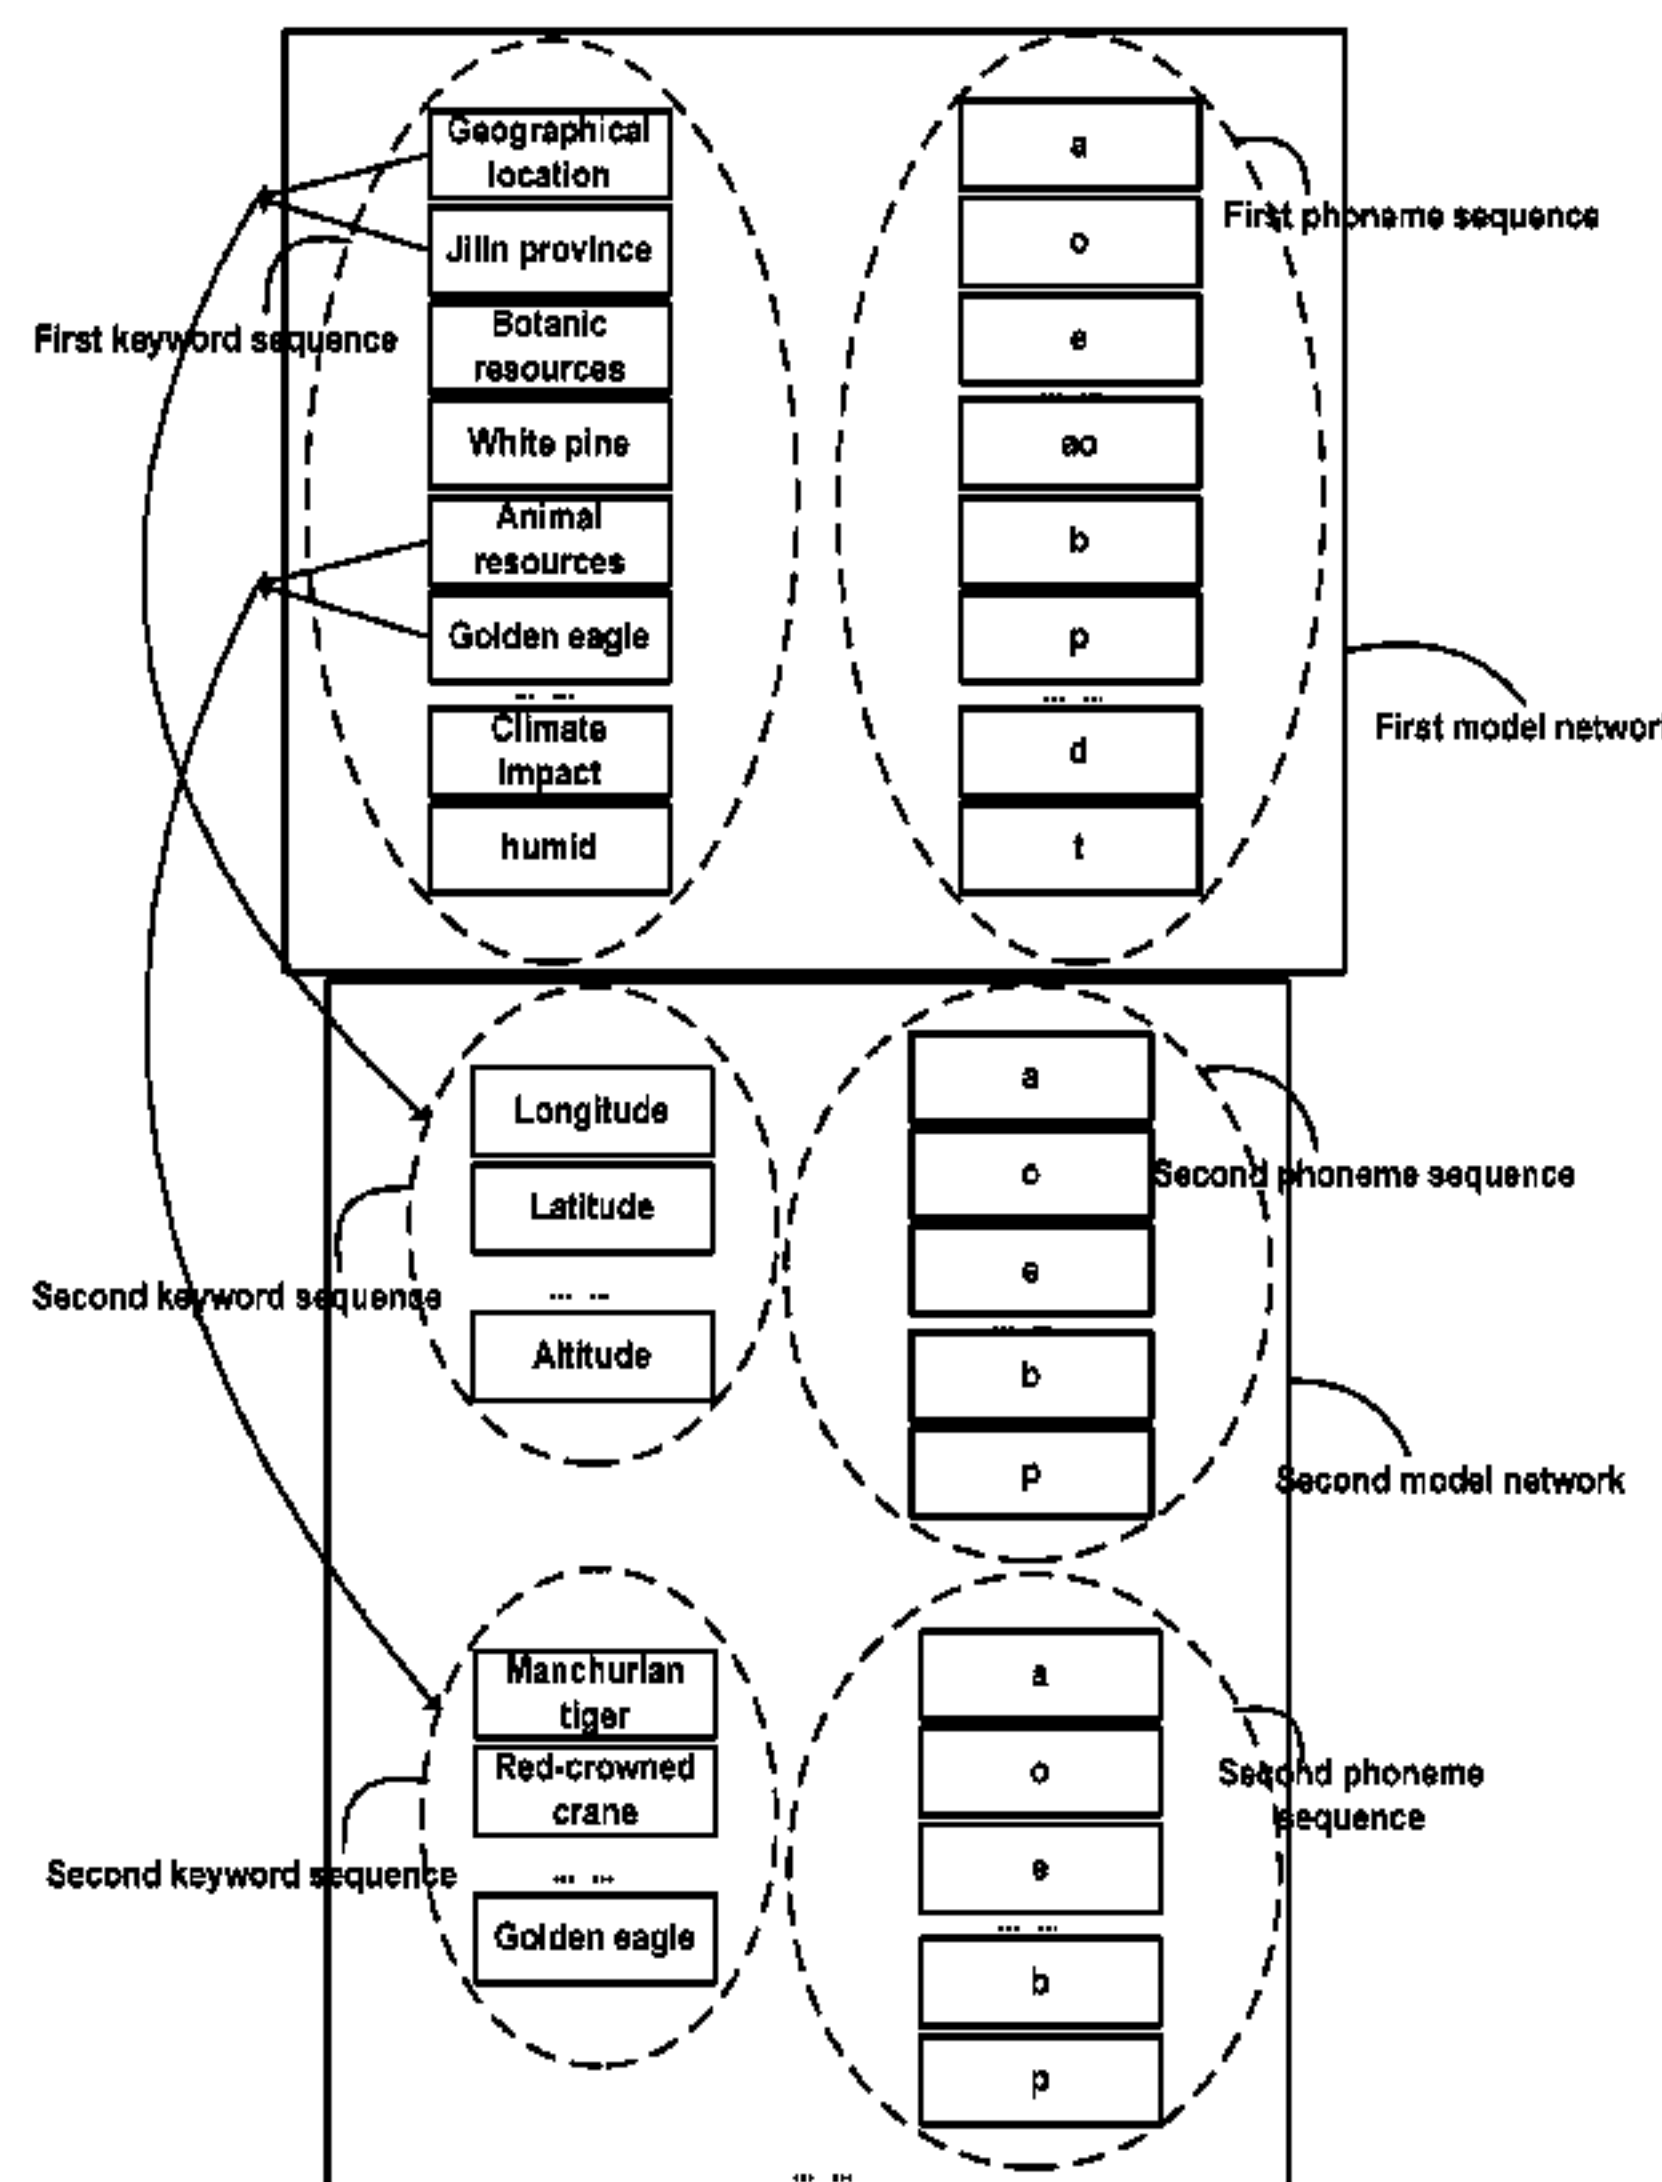 Geographical
location
Jilin province
Botanic
resources
White pine
Animal
resources
Golden eagle
... ...
Climate
impact
humid
First keyword sequence
a
o
e
... ...
ao
b
p
... ...
d
t
First phoneme sequence
First model network
Longitude
Latitude
... ...
Altitude
Second keyword sequence
a
o
e
... ...
b
p
Second phoneme sequence
Second model network
Manchurian
tiger
Red-crowned
crane
... ...
Golden eagle
Second keyword sequence
a
o
e
... ...
b
p
Second phoneme
sequence
... ...